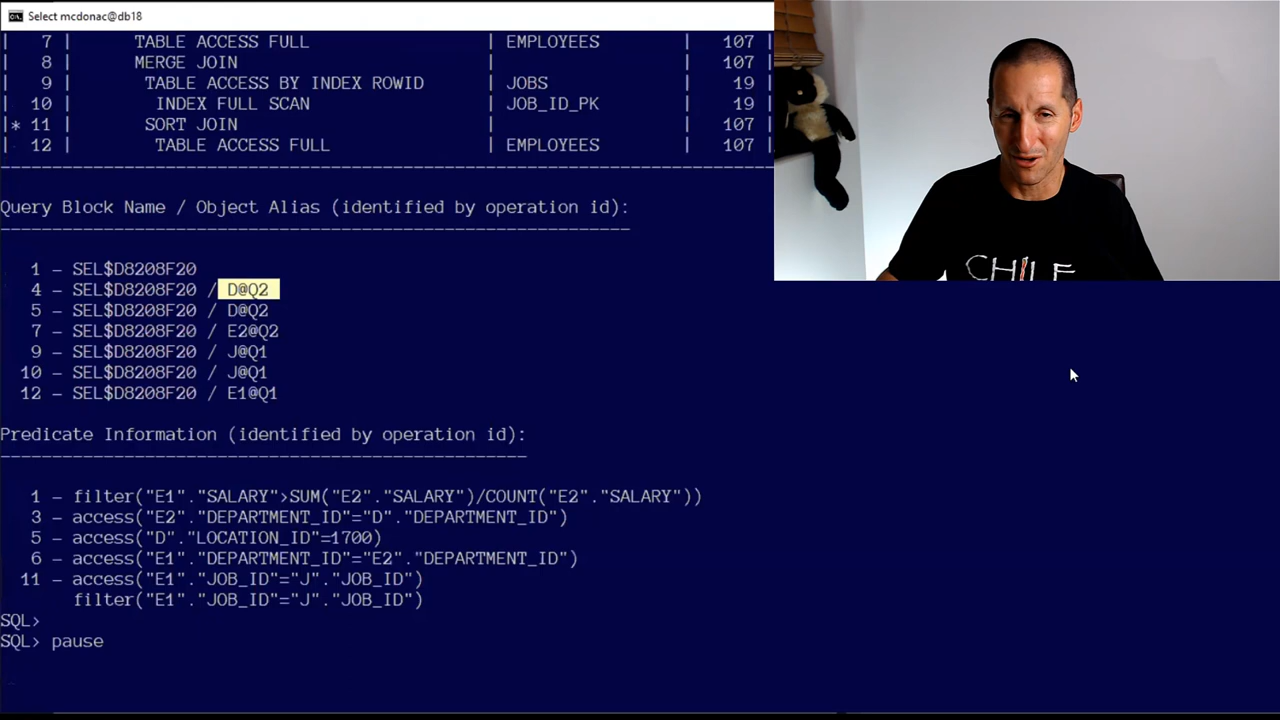 Select mcdonac@db18
| 7 | TABLE ACCESS FULL | EMPLOYEES | 107 |
| 8 | MERGE JOIN | | 107 |
| 9 | TABLE ACCESS BY INDEX ROWID | JOBS | 19 |
| 10 | INDEX FULL SCAN | JOB_ID_PK | 19 |
|* 11 | SORT JOIN | | 107 |
| 12 | TABLE ACCESS FULL | EMPLOYEES | 107 |
Query Block Name / Object Alias (identified by operation id):
1 - SEL$D8208F20
4 - SEL$D8208F20 / D@Q2
5 - SEL$D8208F20 / D@Q2
7 - SEL$D8208F20 / E2@Q2
9 - SEL$D8208F20 / J@Q1
10 - SEL$D8208F20 / J@Q1
12 - SEL$D8208F20 / E1@Q1
Predicate Information (identified by operation id):
1 - filter("E1"."SALARY">SUM("E2"."SALARY")/COUNT("E2"."SALARY"))
3 - access("E2"."DEPARTMENT_ID"="D"."DEPARTMENT_ID")
5 - access("D"."LOCATION_ID"=1700)
6 - access("E1"."DEPARTMENT_ID"="E2"."DEPARTMENT_ID")
11 - access("E1"."JOB_ID"="J"."JOB_ID")
filter("E1"."JOB_ID"="J"."JOB_ID")
SQL>
SQL> pause
CHILE